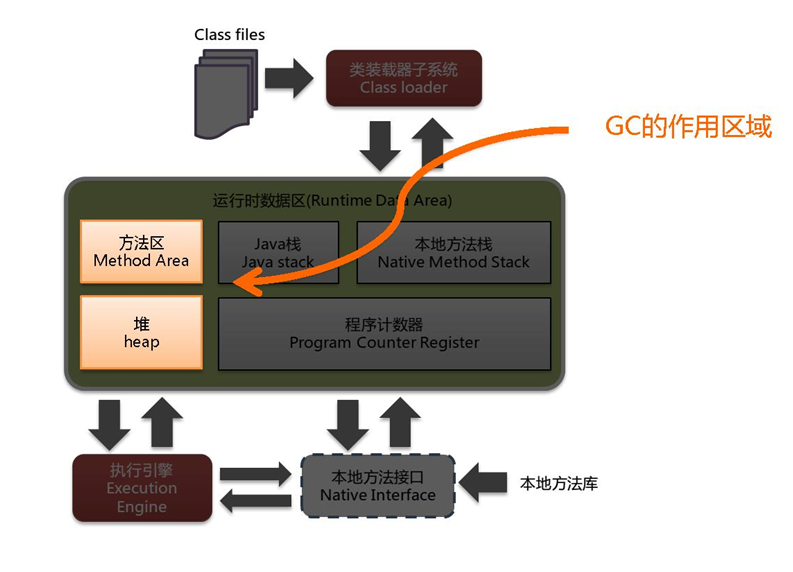 Class files
类装载器子系统
Class loader
GC的作用区域
运行时数据区(Runtime Data Area)
方法区
Method Area
Java栈
Java stack
本地方法栈
Native Method Stack
堆
heap
程序计数器
Program Counter Register
执行引擎
Execution
Engine
本地方法接口
Native Interface
本地方法库